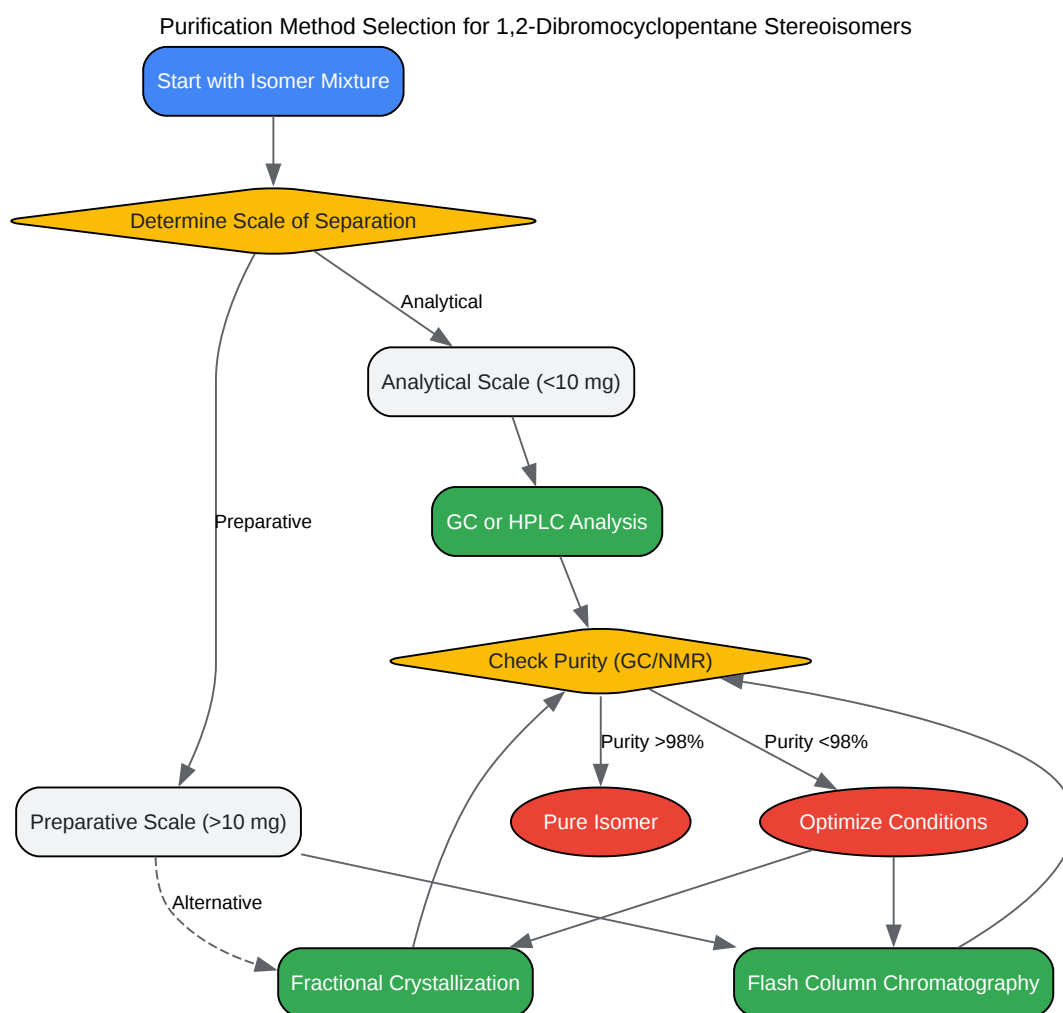 Purification Method Selection for 1,2-Dibromocyclopentane Stereoisomers
Start with Isomer Mixture
Determine Scale of Separation
Analytical
Analytical Scale (<10 mg)
Preparative
GC or HPLC Analysis
Check Purity (GC/NMR)
Purity >98%
Purity <98%
Preparative Scale (>10 mg)
Pure Isomer
Optimize Conditions
Alternative
Fractional Crystallization
Flash Column Chromatography